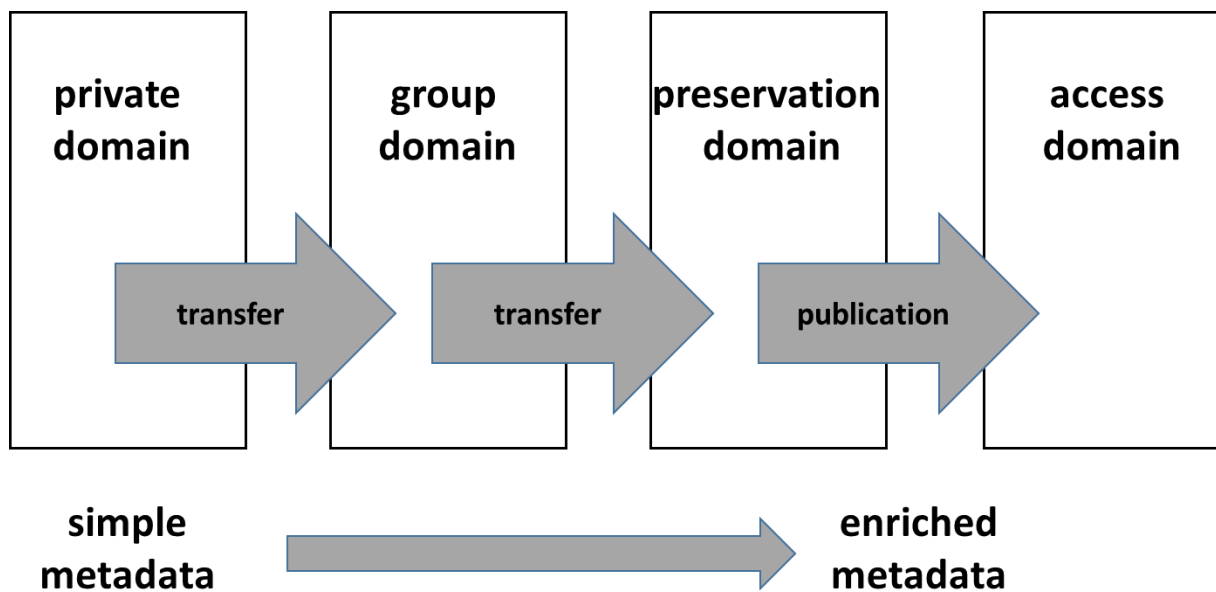 private
domain
group
domain
preservation
domain
access
domain
transfer
transfer
publication
simple
metadata
enriched
metadata